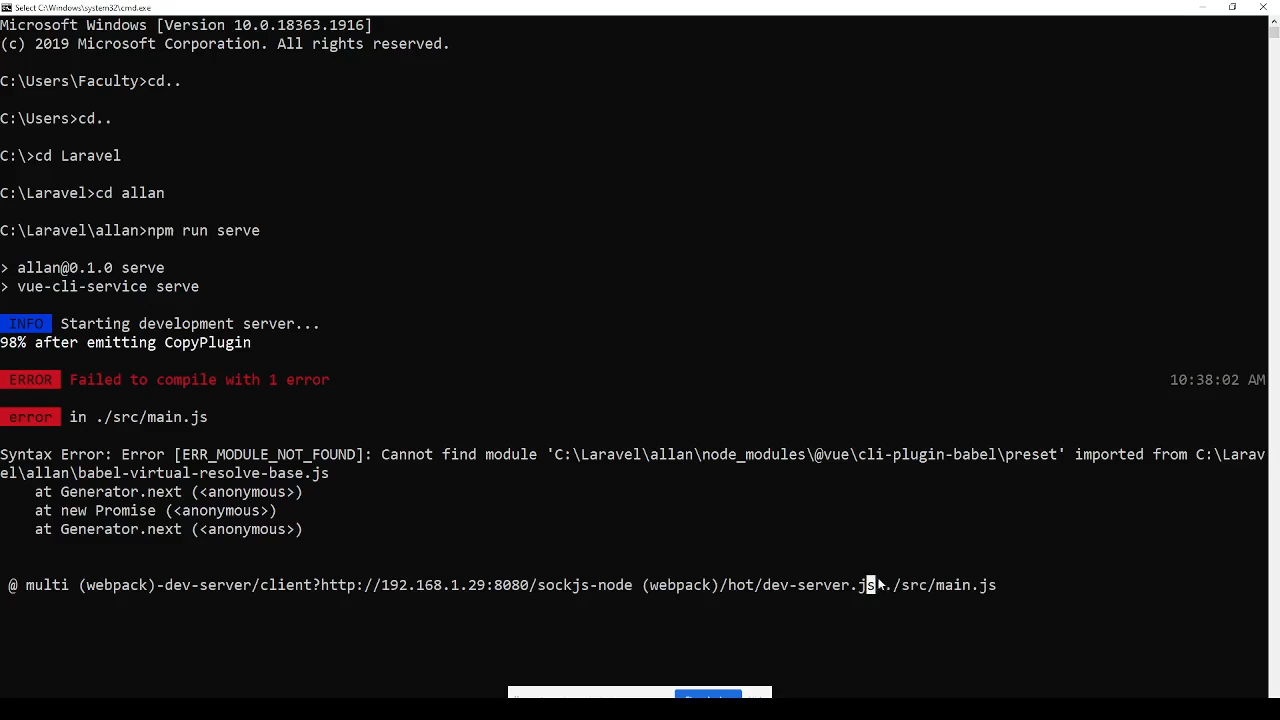 Select C:\Windows\system32\cmd.exe
Microsoft Windows [Version 10.0.18363.1916]
(c) 2019 Microsoft Corporation. All rights reserved.
C:\Users\Faculty>cd..
C:\Users>cd..
C:\>cd Laravel
C:\Laravel>cd allan
C:\Laravel\allan>npm run serve
> allan@0.1.0 serve
> vue-cli-service serve
INFO Starting development server...
98% after emitting CopyPlugin
ERROR Failed to compile with 1 error 10:38:02 AM
error in ./src/main.js
Syntax Error: Error [ERR_MODULE_NOT_FOUND]: Cannot find module 'C:\Laravel\allan\node_modules\@vue\cli-plugin-babel\preset' imported from C:\Larav
el\allan\babel-virtual-resolve-base.js
at Generator.next (<anonymous>)
at new Promise (<anonymous>)
at Generator.next (<anonymous>)
@ multi (webpack)-dev-server/client?http://192.168.1.29:8080/sockjs-node (webpack)/hot/dev-server.js ./src/main.js